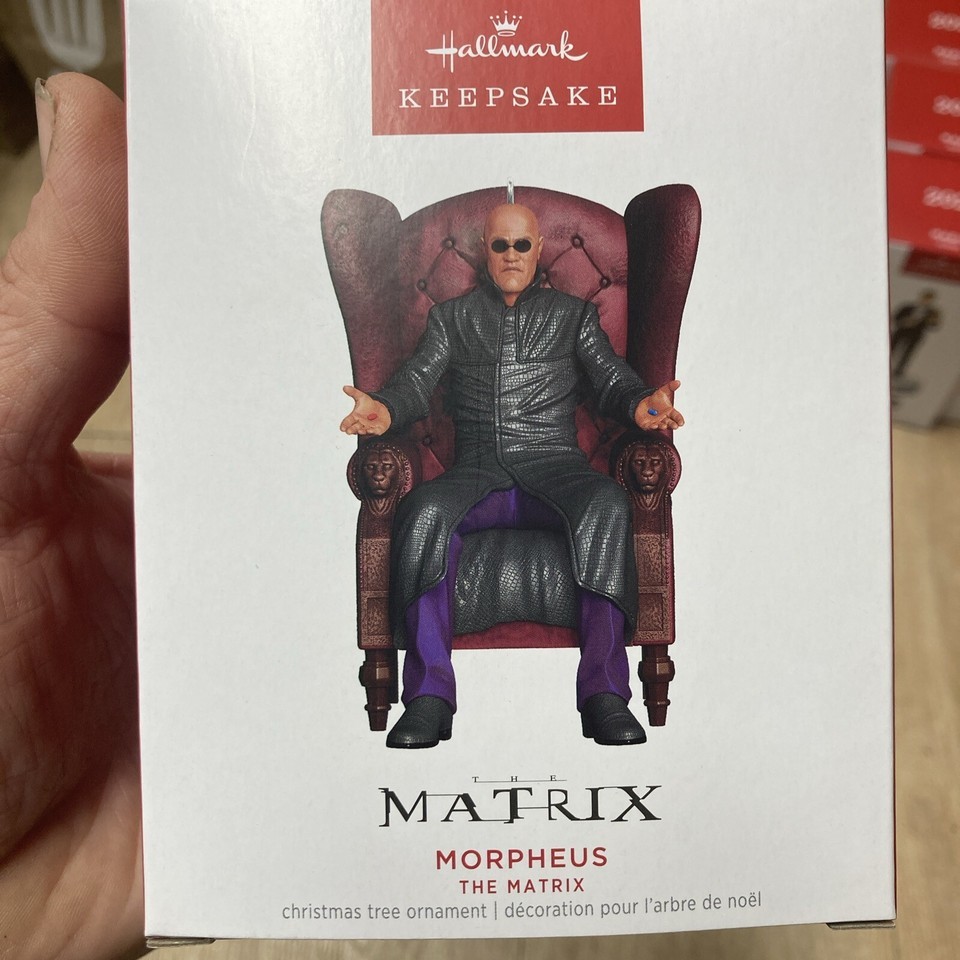 Hallmark
KEEPSAKE
THE
MATRIX
MORPHEUS
THE MATRIX
christmas tree ornament | décoration pour l'arbre de noël